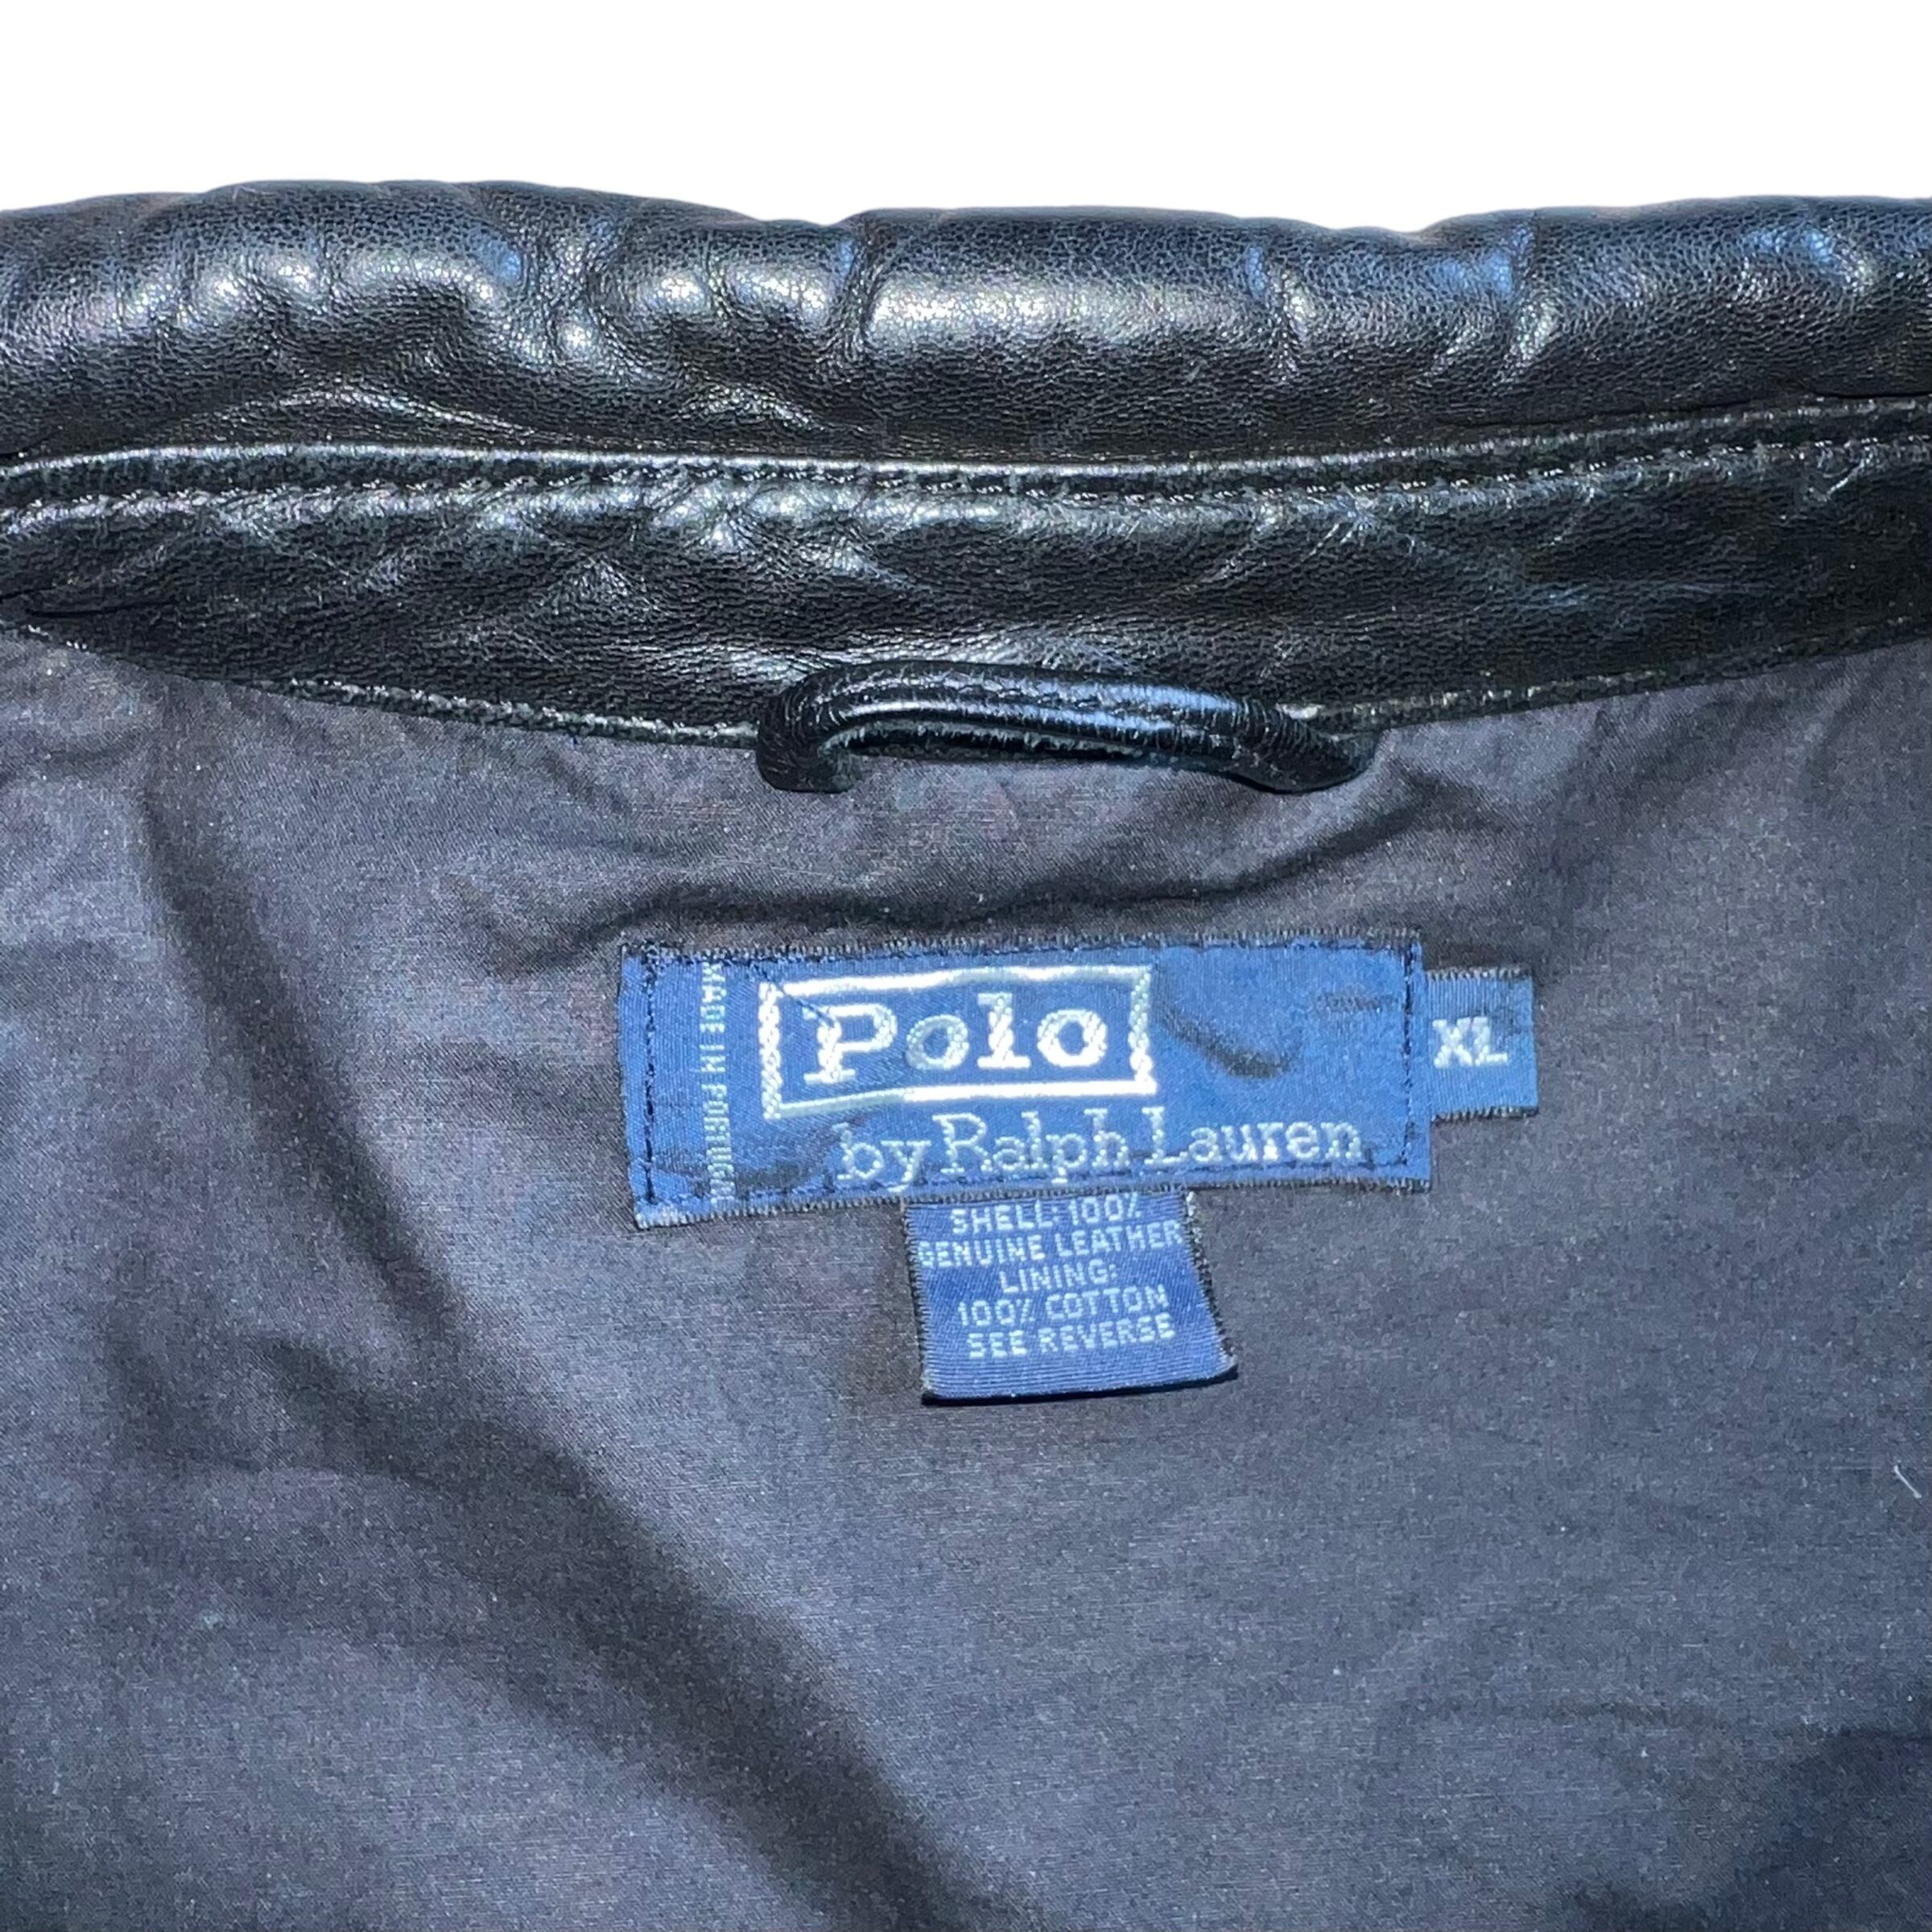 MADE IN PORTUGAL
Polo
by Ralph Lauren
XL
SHELL: 100%
GENUINE LEATHER
LINING:
100% COTTON
SEE REVERSE